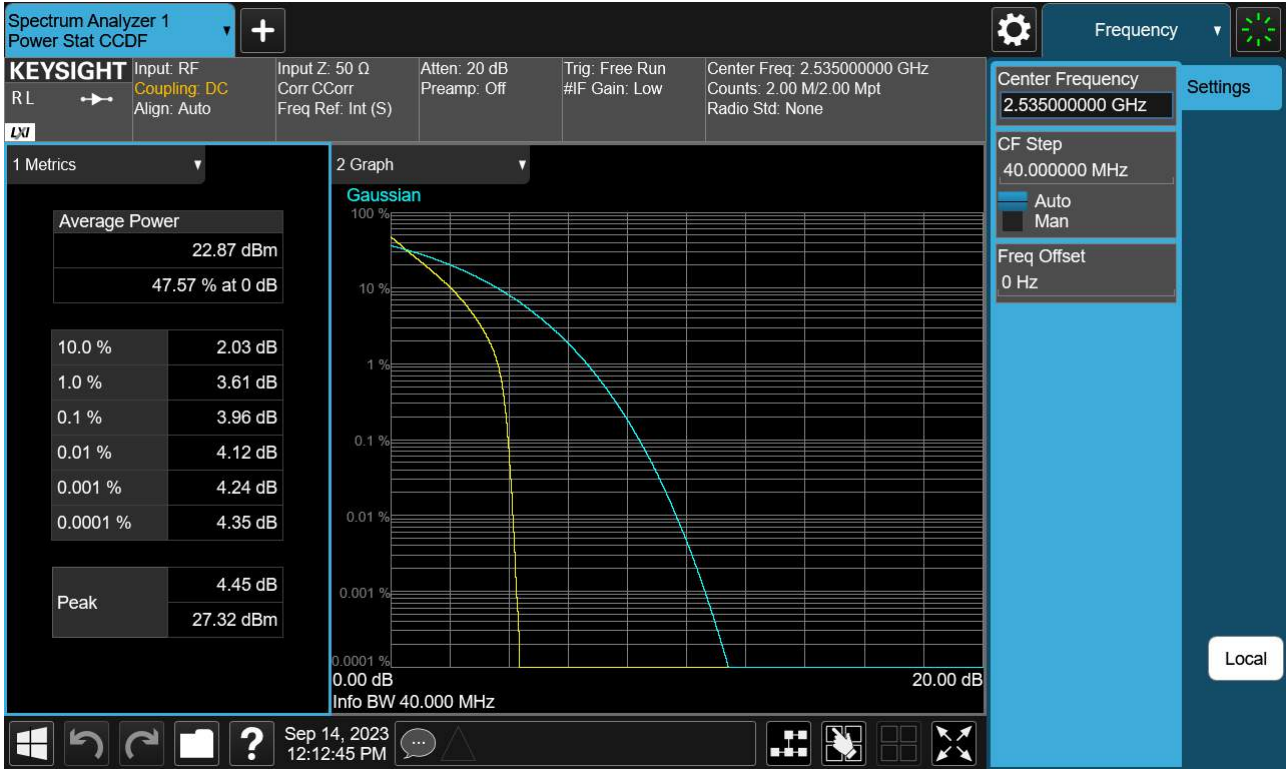 Spectrum Analyzer 1
Power Stat CCDF
+
Frequency
KEYSIGHT
RL
LXI
Input: RF
Coupling: DC
Align: Auto
Input Z: 50 Ω
Corr CCorr
Freq Ref: Int (S)
Atten: 20 dB
Preamp: Off
Trig: Free Run
#IF Gain: Low
Center Freq: 2.535000000 GHz
Counts: 2.00 M/2.00 Mpt
Radio Std: None
Center Frequency
2.535000000 GHz
Settings
CF Step
40.000000 MHz
Auto
Man
Freq Offset
0 Hz
Local
1 Metrics
Average Power
22.87 dBm
47.57 % at 0 dB
10.0 % 2.03 dB
1.0 % 3.61 dB
0.1 % 3.96 dB
0.01 % 4.12 dB
0.001 % 4.24 dB
0.0001 % 4.35 dB
Peak
4.45 dB
27.32 dBm
2 Graph
Gaussian
100 %
10 %
1 %
0.1 %
0.01 %
0.001 %
0.0001 %
0.00 dB 20.00 dB
Info BW 40.000 MHz
?
Sep 14, 2023
12:12:45 PM